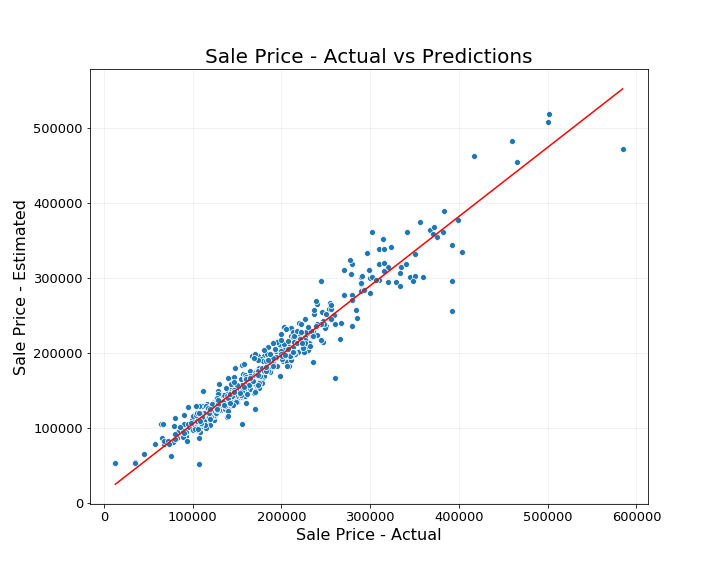 Sale Price - Actual vs Predictions
Sale Price - Estimated
500000
400000
300000
200000
100000
0
0 100000 200000 300000 400000 500000 600000
Sale Price - Actual